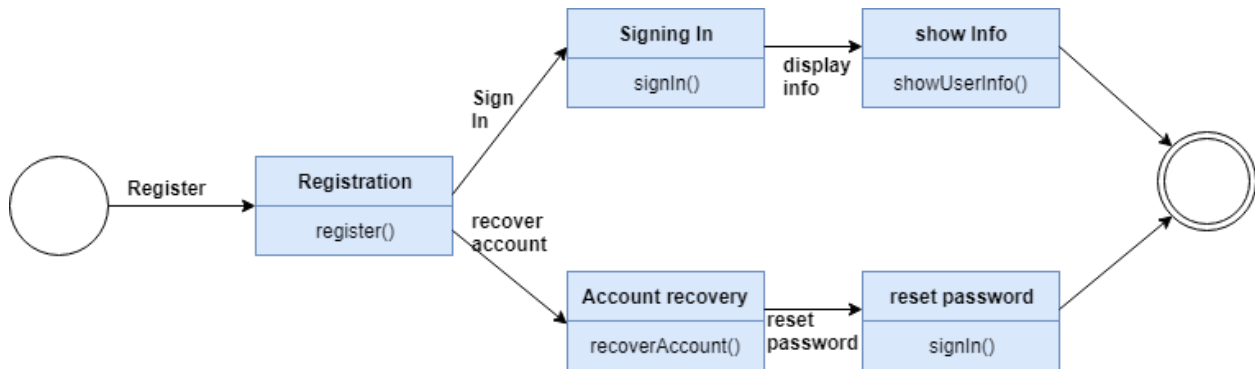 Signing In
signIn()
display
info
show Info
showUserInfo()
Sign
In
Register
Registration
register()
recover
account
Account recovery
recoverAccount()
reset
password
reset password
signIn()